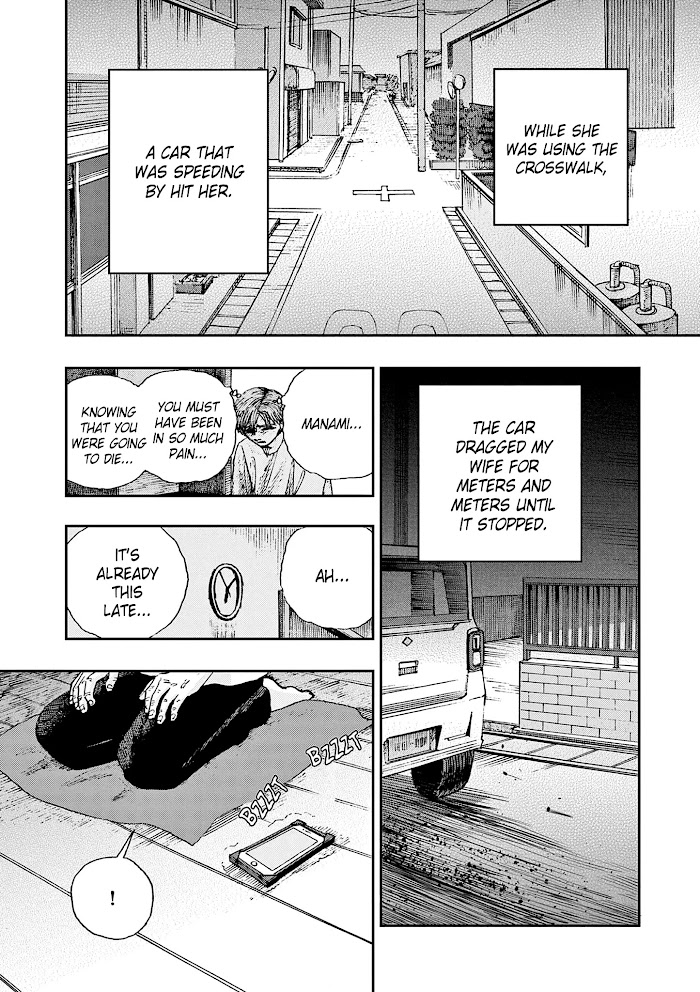 WHILE SHE
WAS USING THE
CROSSWALK,
A CAR THAT
WAS SPEEDING
BY HIT HER.
THE CAR
DRAGGED MY
WIFE FOR
METERS AND
METERS UNTIL
IT STOPPED.
MANAMI...
YOU MUST
HAVE BEEN
IN SO MUCH
PAIN...
KNOWING
THAT YOU
WERE GOING
TO DIE...
AH...
IT'S
ALREADY
THIS
LATE...
BZZZT
BZZZT
!